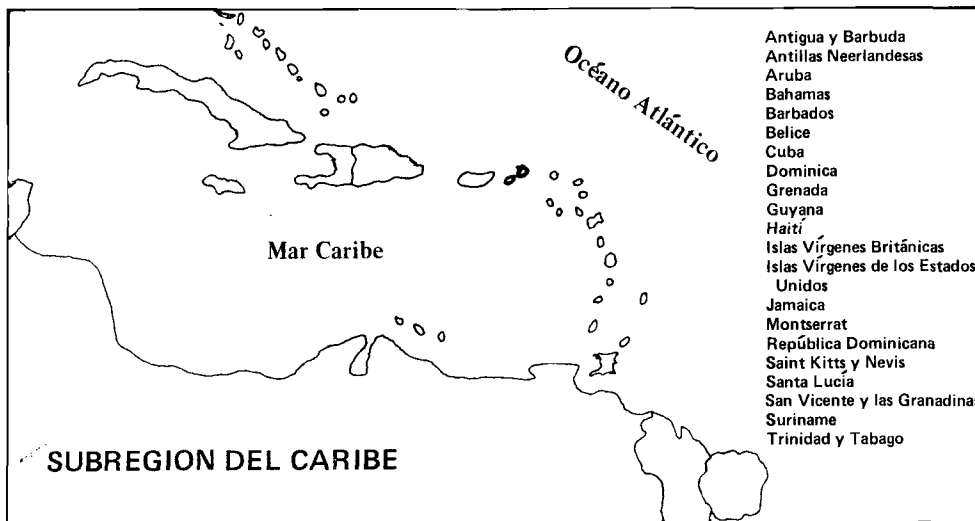 Océano Atlántico
Mar Caribe
SUBREGION DEL CARIBE
Antigua y Barbuda
Antillas Neerlandesas
Aruba
Bahamas
Barbados
Belice
Cuba
Dominica
Grenada
Guyana
Haití
Islas Vírgenes Británicas
Islas Vírgenes de los Estados
Unidos
Jamaica
Montserrat
República Dominicana
Saint Kitts y Nevis
Santa Lucía
San Vicente y las Granadinas
Suriname
Trinidad y Tabago